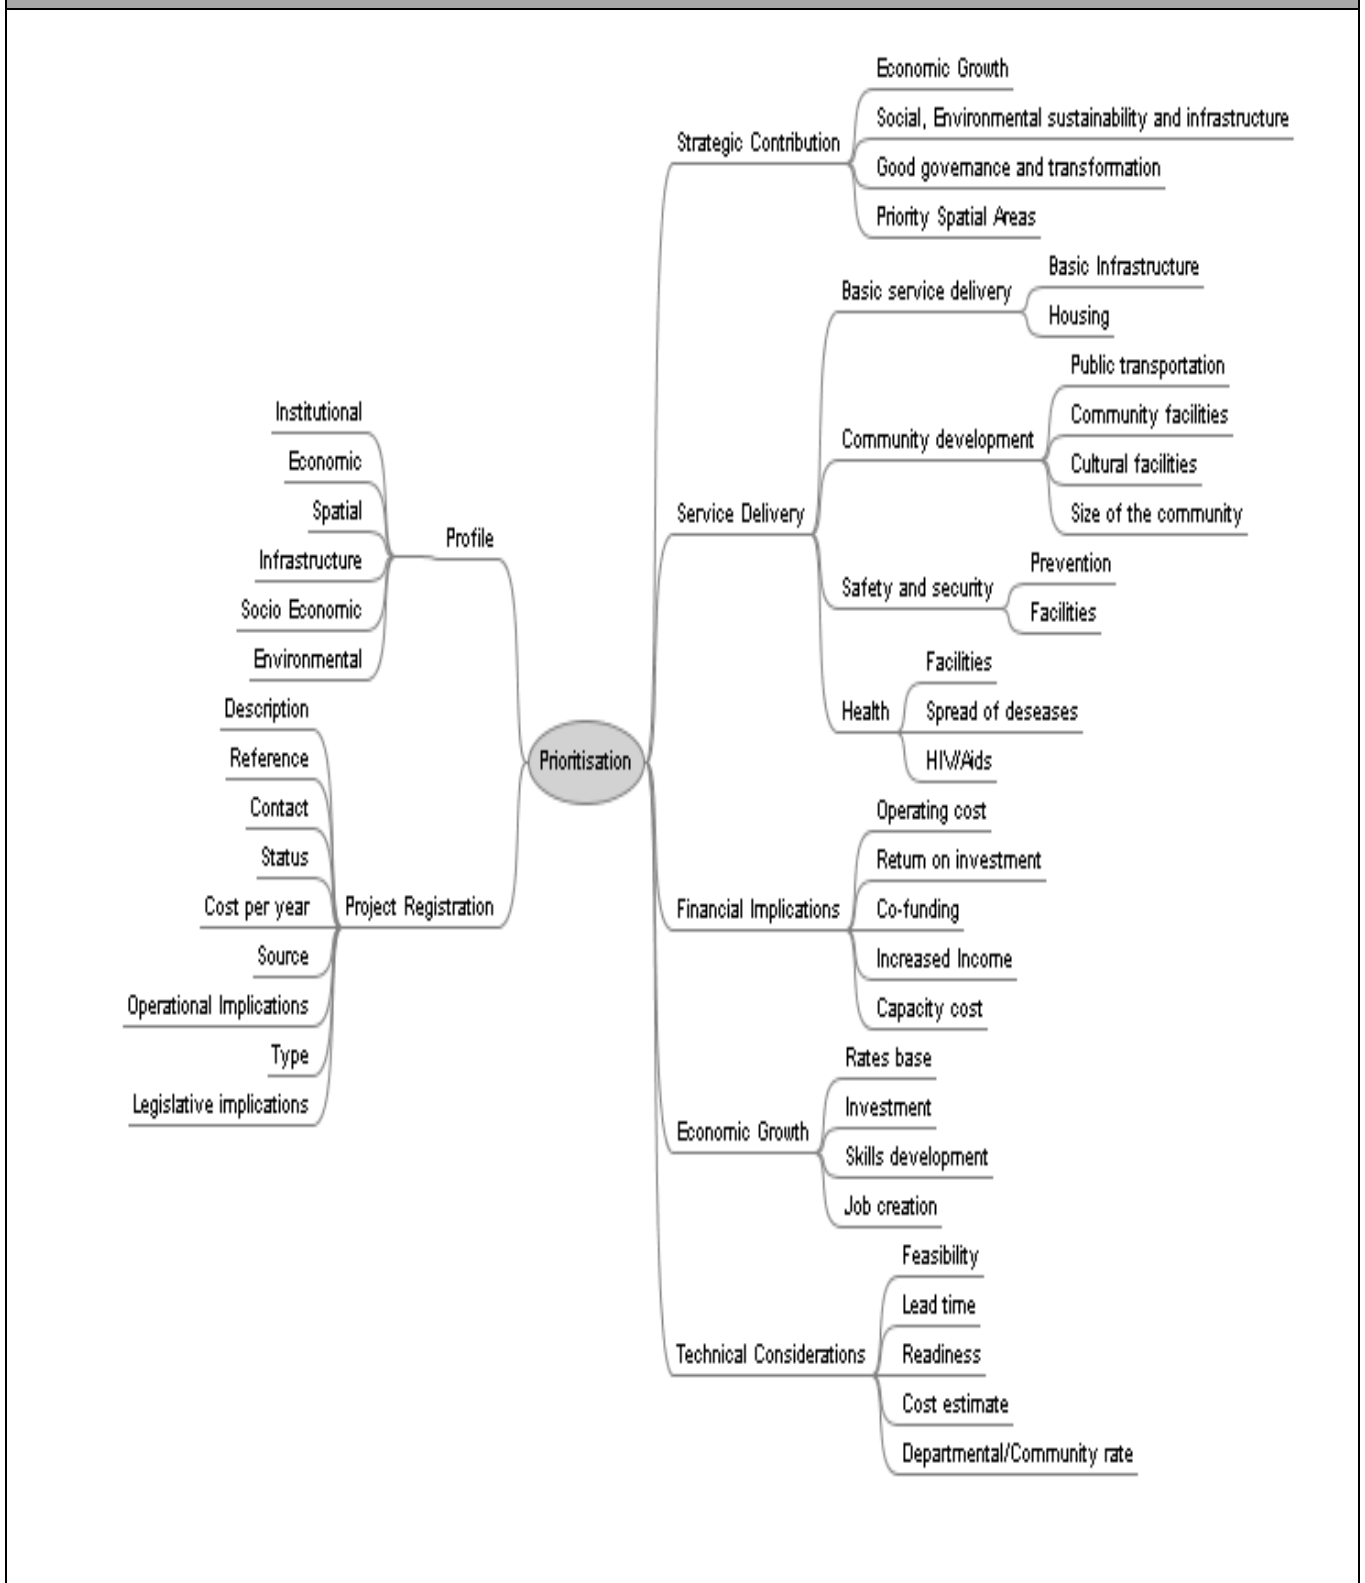 Economic Growth
Social, Environmental sustainability and infrastructure
Strategic Contribution
Good governance and transformation
Priority Spatial Areas
Basic Infrastructure
Basic service delivery
Housing
Public transportation
Community facilities
Community development
Cultural facilities
Size of the community
Service Delivery
Prevention
Safety and security
Facilities
Facilities
Health
Spread of deseases
HIV/Aids
Institutional
Economic
Spatial
Profile
Infrastructure
Socio Economic
Environmental
Description
Reference
Contact
Status
Cost per year
Project Registration
Source
Operational Implications
Type
Legislative implications
Prioritisation
Operating cost
Return on investment
Financial Implications
Co-funding
Increased Income
Capacity cost
Rates base
Investment
Economic Growth
Skills development
Job creation
Feasibility
Lead time
Technical Considerations
Readiness
Cost estimate
Departmental/Community rate